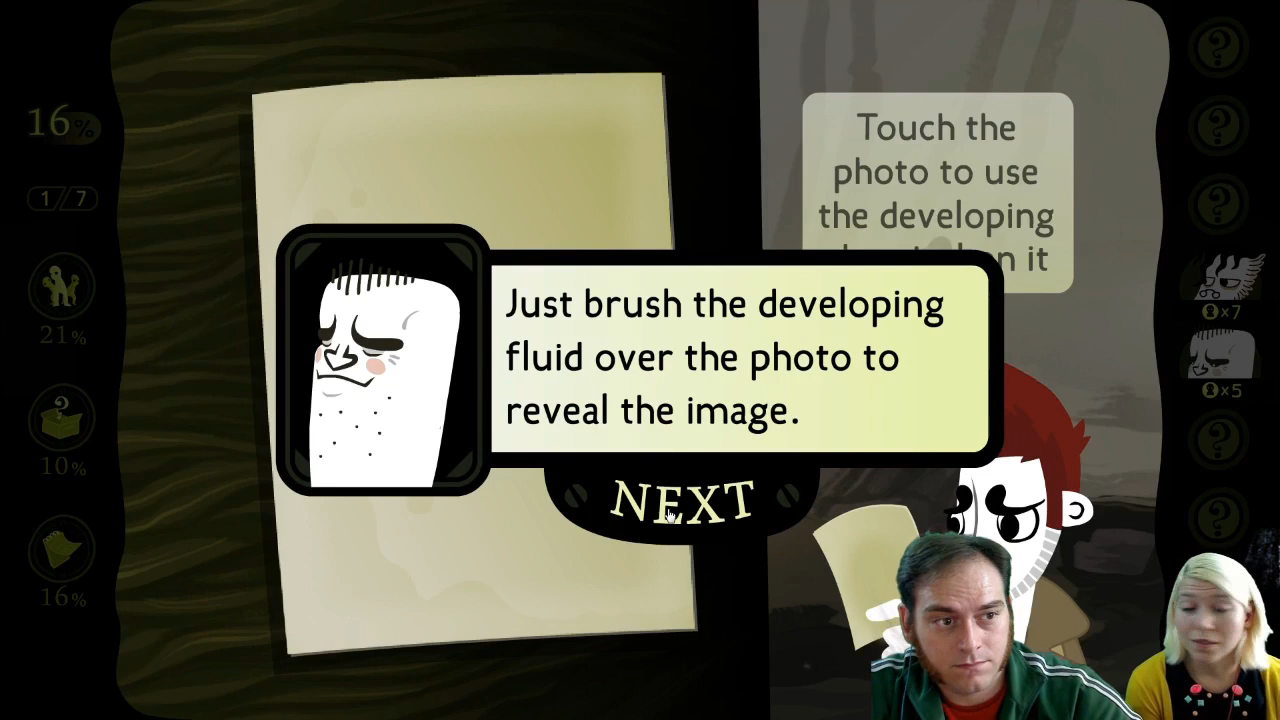 16%
1/7
21%
10%
16%
Touch the
photo to use
the developing
it
Just brush the developing
fluid over the photo to
reveal the image.
NEXT
?
?
?
x7
x5
?
?